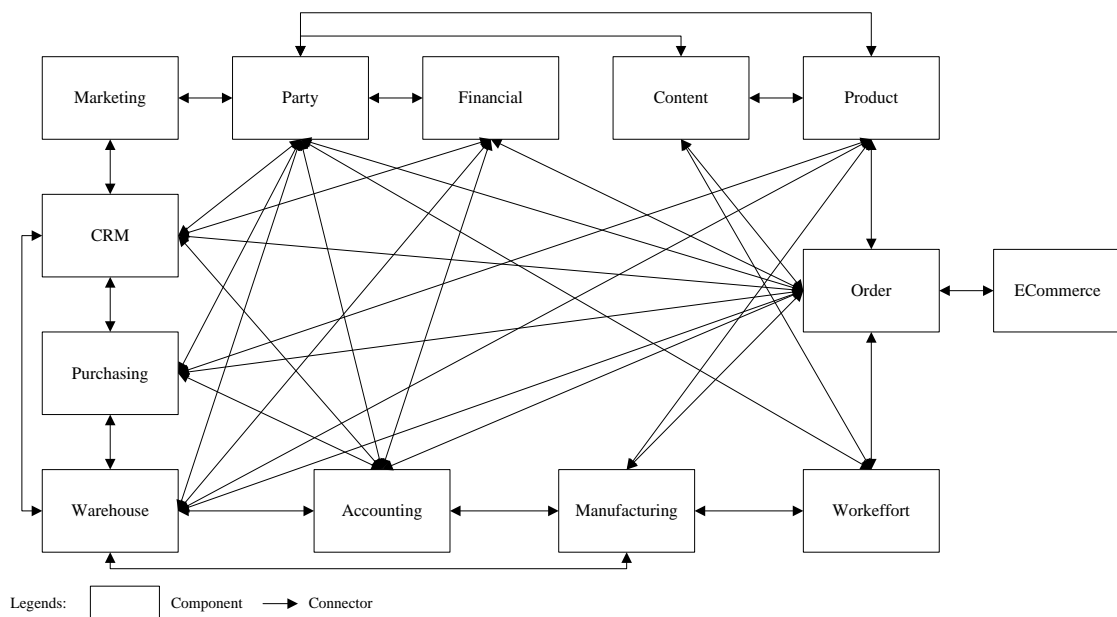 Marketing
Party
Financial
Content
Product
CRM
Order
ECommerce
Purchasing
Warehouse
Accounting
Manufacturing
Workeffort
Legends:
Component
Connector